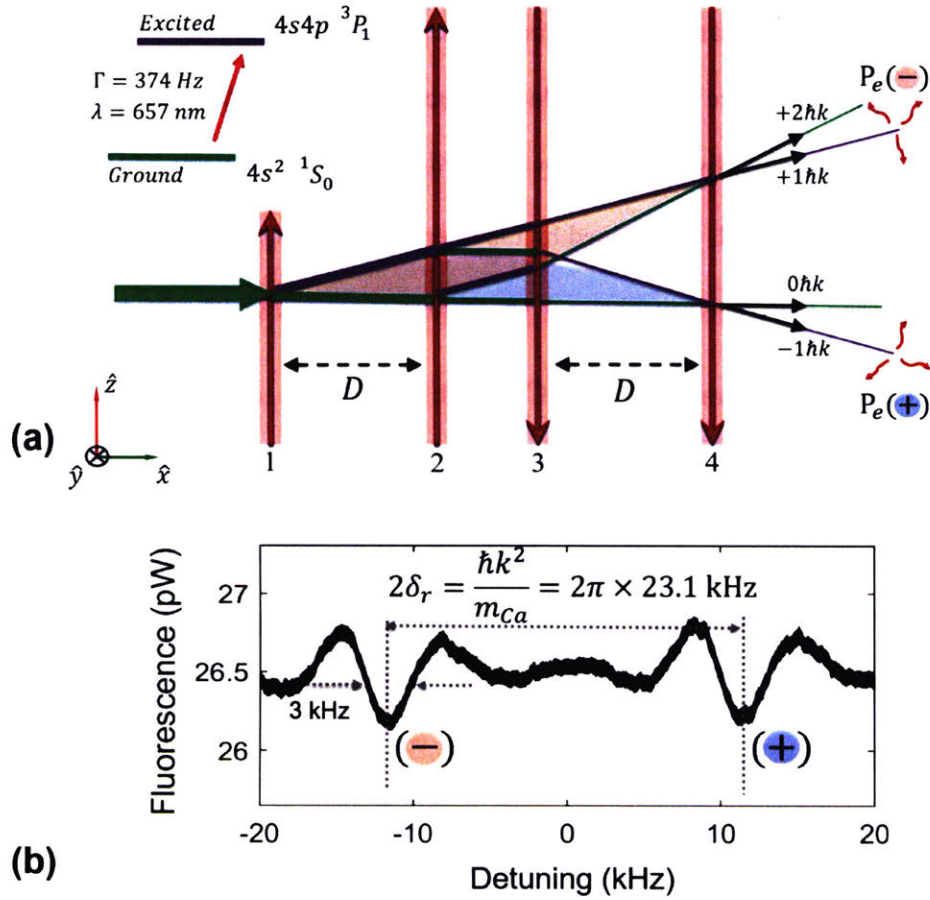 Excited 4s4p ³P₁
Γ = 374 Hz
λ = 657 nm
Ground 4s² ¹S₀
Pₑ(−)
+2ħk
+1ħk
0ħk
−1ħk
Pₑ(+)
D D
ẑ
ŷ x̂
(a)
1 2 3 4
2δᵣ = ħk²/m_Ca = 2π × 23.1 kHz
3 kHz
(−) (+)
Fluorescence (pW)
27
26.5
26
-20 -10 0 10 20
Detuning (kHz)
(b)